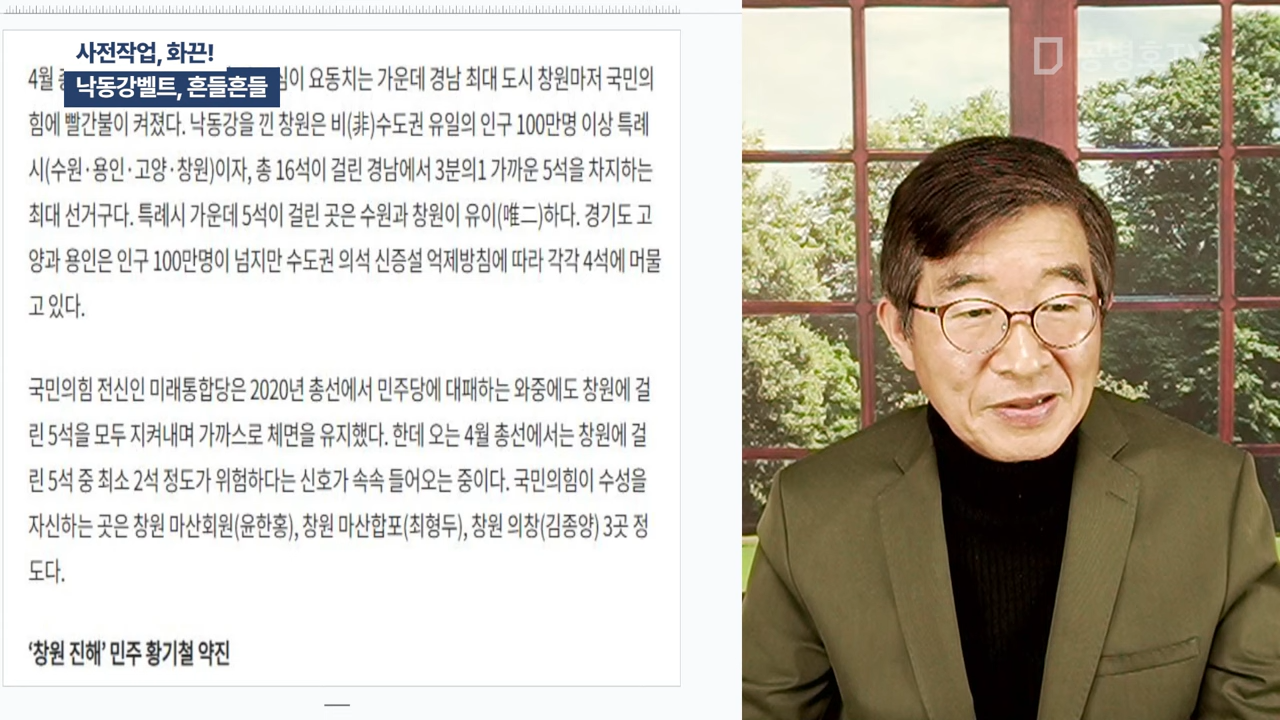 사전작업, 화끈!
낙동강벨트, 흔들흔들
4월 이 요동치는 가운데 경남 최대 도시 창원마저 국민의
힘에 빨간불이 켜졌다. 낙동강을 낀 창원은 비(非)수도권 유일의 인구 100만명 이상 특례
시(수원·용인·고양·창원)이자, 총 16석이 걸린 경남에서 3분의1 가까운 5석을 차지하는
최대 선거구다. 특례시 가운데 5석이 걸린 곳은 수원과 창원이 유이(唯二)하다. 경기도 고
양과 용인은 인구 100만명이 넘지만 수도권 의석 신증설 억제방침에 따라 각각 4석에 머물
고 있다.
국민의힘 전신인 미래통합당은 2020년 총선에서 민주당에 대패하는 와중에도 창원에 걸
린 5석을 모두 지켜내며 가까스로 체면을 유지했다. 한데 오는 4월 총선에서는 창원에 걸
린 5석 중 최소 2석 정도가 위험하다는 신호가 속속 들어오는 중이다. 국민의힘이 수성을
자신하는 곳은 창원 마산회원(윤한홍), 창원 마산합포(최형두), 창원 의창(김종양) 3곳 정
도다.
‘창원 진해’ 민주 황기철 약진
공병호TV